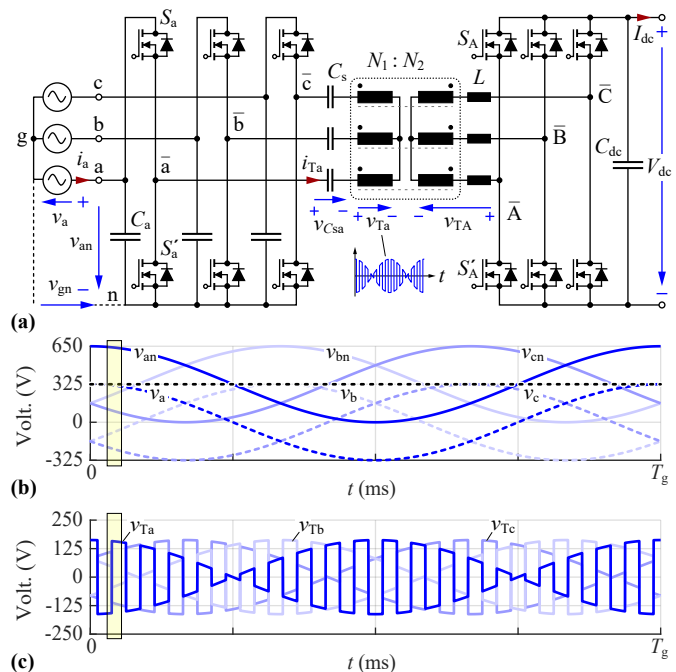 S_a
S_A
I_dc
N_1 : N_2
C_s
L
c
c̄
C̄
b
b̄
B̄
g
C_dc
V_dc
i_a
a
ā
i_Ta
v_a
C_a
Ā
v_an
v_Csa
v_Ta
v_TA
S'_a
S'_A
t
v_gn
n
(a)
650
325
0
-325
Volt. (V)
v_an
v_bn
v_cn
v_a
v_b
v_c
0
T_g
t (ms)
(b)
250
125
0
-125
-250
Volt. (V)
v_Ta
v_Tb
v_Tc
0
T_g
t (ms)
(c)